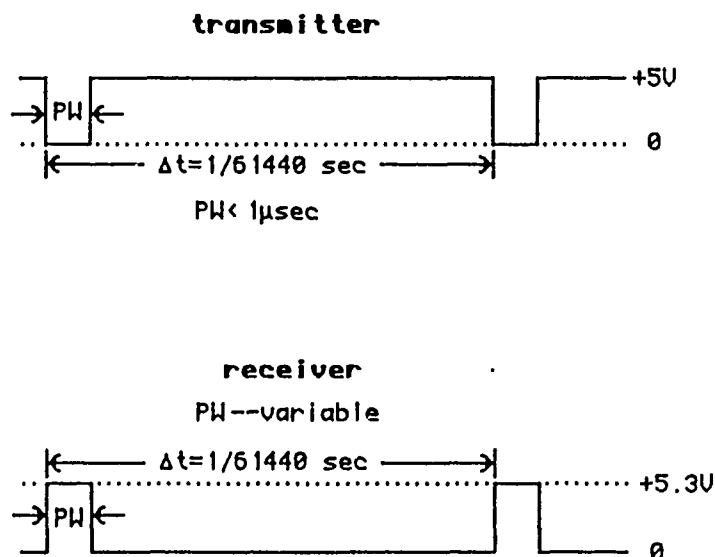 transmitter
+5V
PW
0
Δt=1/61440 sec
PW< 1µsec
receiver
PW--variable
Δt=1/61440 sec
+5.3V
PW
0